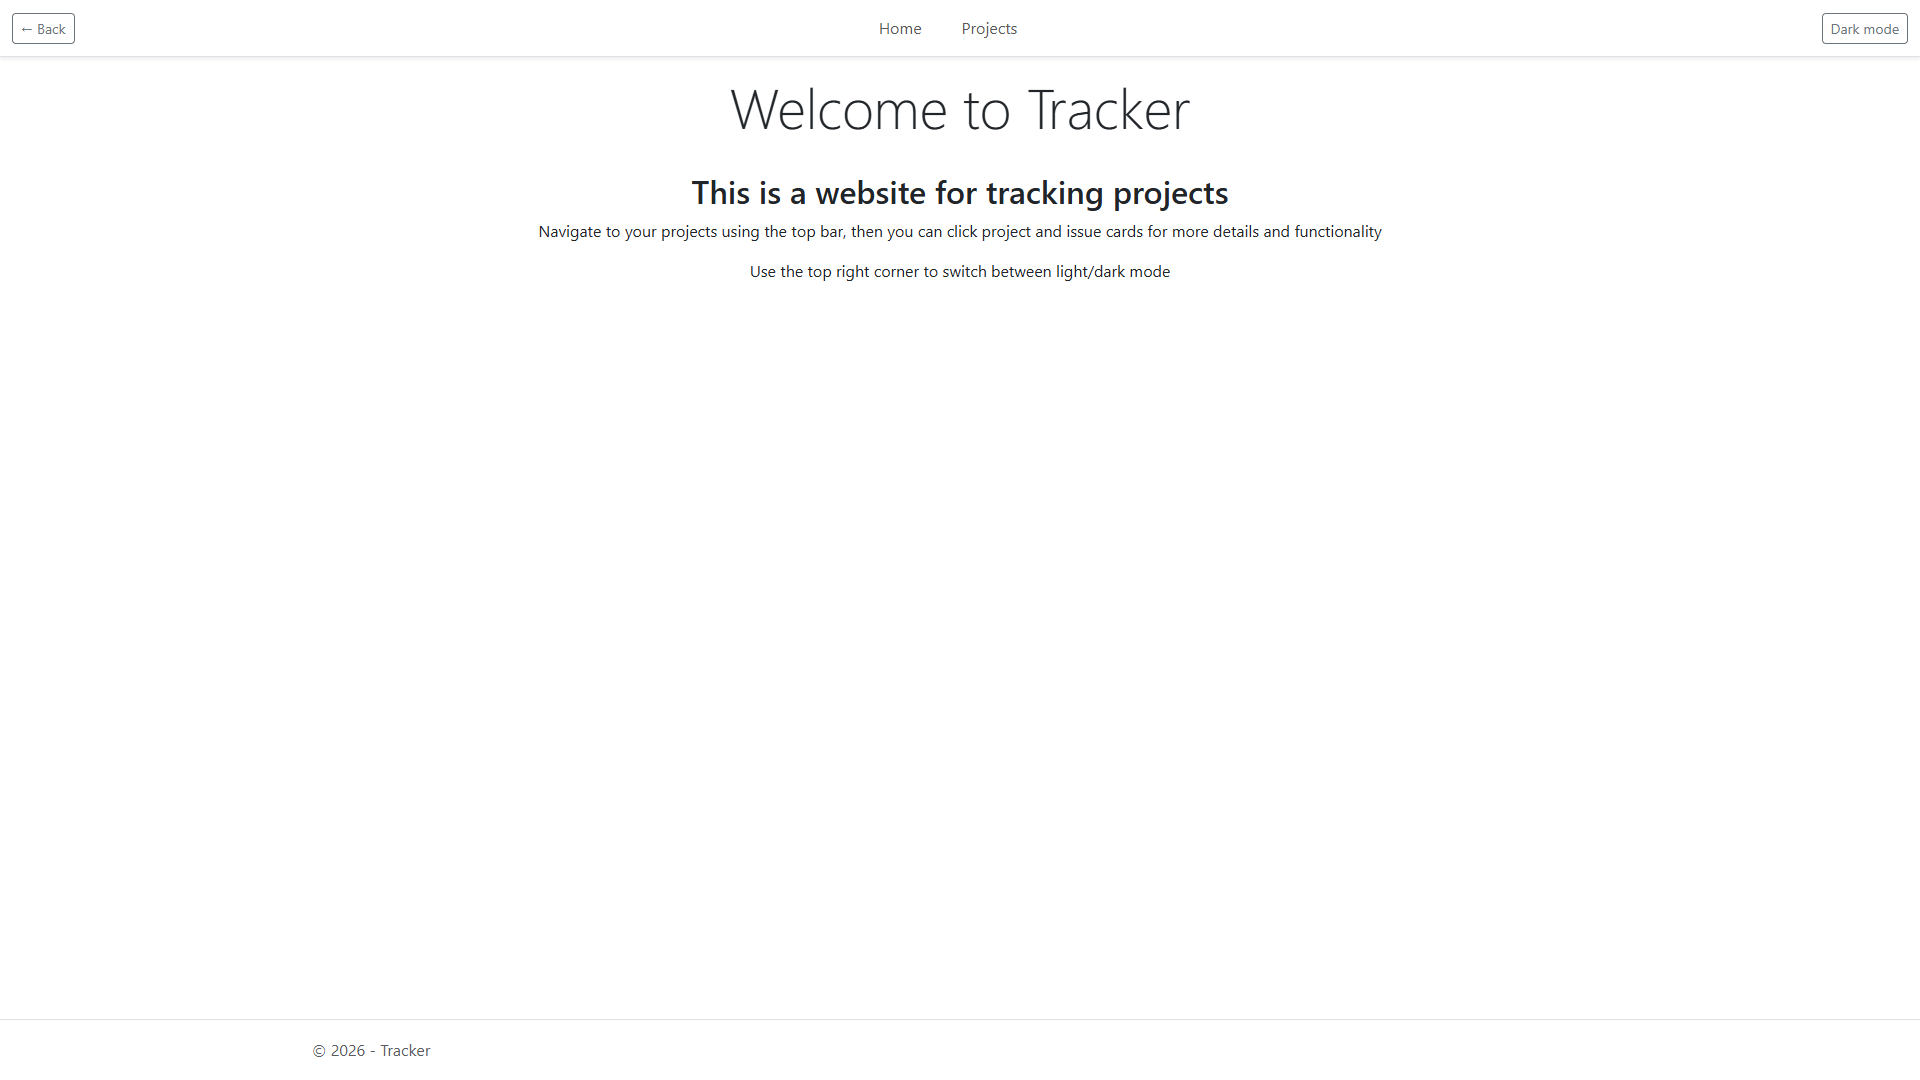 ← Back
Home
Projects
Dark mode
Welcome to Tracker
This is a website for tracking projects
Navigate to your projects using the top bar, then you can click project and issue cards for more details and functionality
Use the top right corner to switch between light/dark mode
© 2026 - Tracker